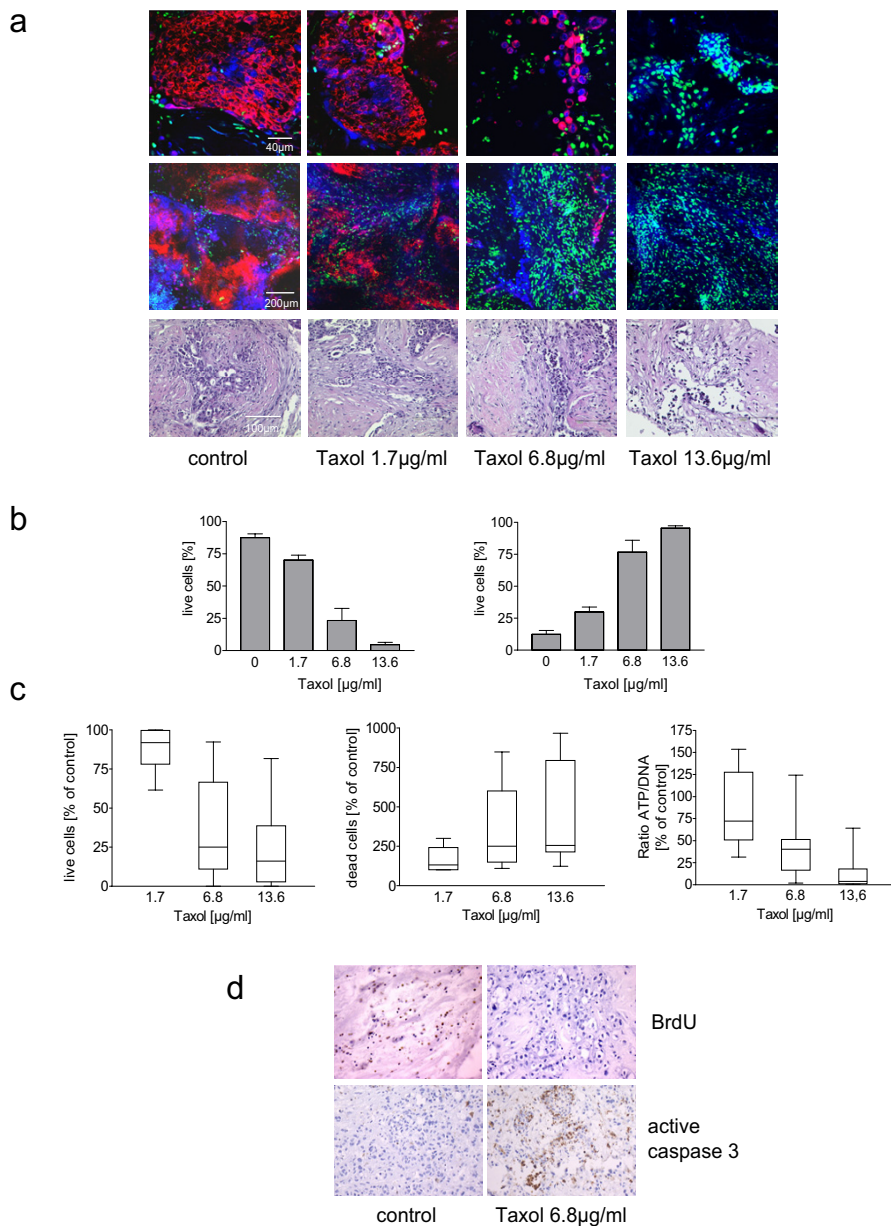 a
40µm
200µm
100µm
control
Taxol 1.7µg/ml
Taxol 6.8µg/ml
Taxol 13.6µg/ml
b
live cells [%]
100
75
50
25
0
0
1.7
6.8
13.6
Taxol [µg/ml]
live cells [%]
100
75
50
25
0
0
1.7
6.8
13.6
Taxol [µg/ml]
c
live cells [% of control]
100
75
50
25
0
1.7
6.8
13.6
Taxol [µg/ml]
dead cells [% of control]
1000
750
500
250
0
1.7
6.8
13.6
Taxol [µg/ml]
Ratio ATP/DNA
[% of control]
175
150
125
100
75
50
25
0
1.7
6.8
13,6
Taxol [µg/ml]
d
BrdU
active
caspase 3
control
Taxol 6.8µg/ml